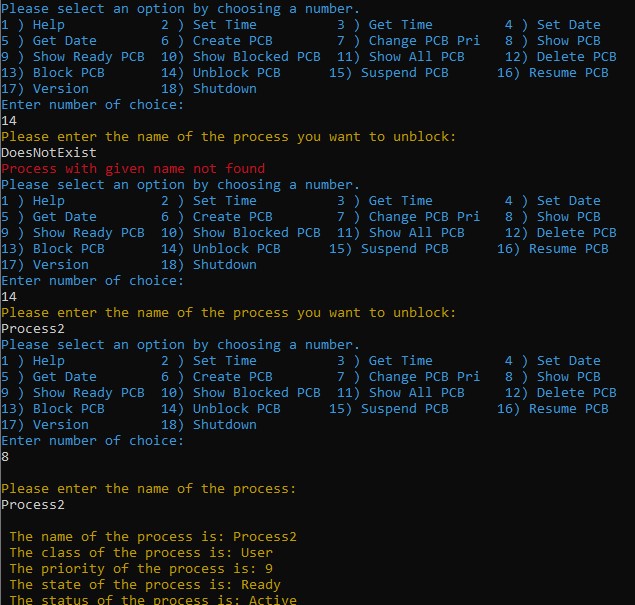 Please select an option by choosing a number.
1 ) Help 2 ) Set Time 3 ) Get Time 4 ) Set Date
5 ) Get Date 6 ) Create PCB 7 ) Change PCB Pri 8 ) Show PCB
9 ) Show Ready PCB 10) Show Blocked PCB 11) Show All PCB 12) Delete PCB
13) Block PCB 14) Unblock PCB 15) Suspend PCB 16) Resume PCB
17) Version 18) Shutdown
Enter number of choice:
14
Please enter the name of the process you want to unblock:
DoesNotExist
Process with given name not found
Please select an option by choosing a number.
1 ) Help 2 ) Set Time 3 ) Get Time 4 ) Set Date
5 ) Get Date 6 ) Create PCB 7 ) Change PCB Pri 8 ) Show PCB
9 ) Show Ready PCB 10) Show Blocked PCB 11) Show All PCB 12) Delete PCB
13) Block PCB 14) Unblock PCB 15) Suspend PCB 16) Resume PCB
17) Version 18) Shutdown
Enter number of choice:
14
Please enter the name of the process you want to unblock:
Process2
Please select an option by choosing a number.
1 ) Help 2 ) Set Time 3 ) Get Time 4 ) Set Date
5 ) Get Date 6 ) Create PCB 7 ) Change PCB Pri 8 ) Show PCB
9 ) Show Ready PCB 10) Show Blocked PCB 11) Show All PCB 12) Delete PCB
13) Block PCB 14) Unblock PCB 15) Suspend PCB 16) Resume PCB
17) Version 18) Shutdown
Enter number of choice:
8
Please enter the name of the process:
Process2
The name of the process is: Process2
The class of the process is: User
The priority of the process is: 9
The state of the process is: Ready
The status of the process is: Active